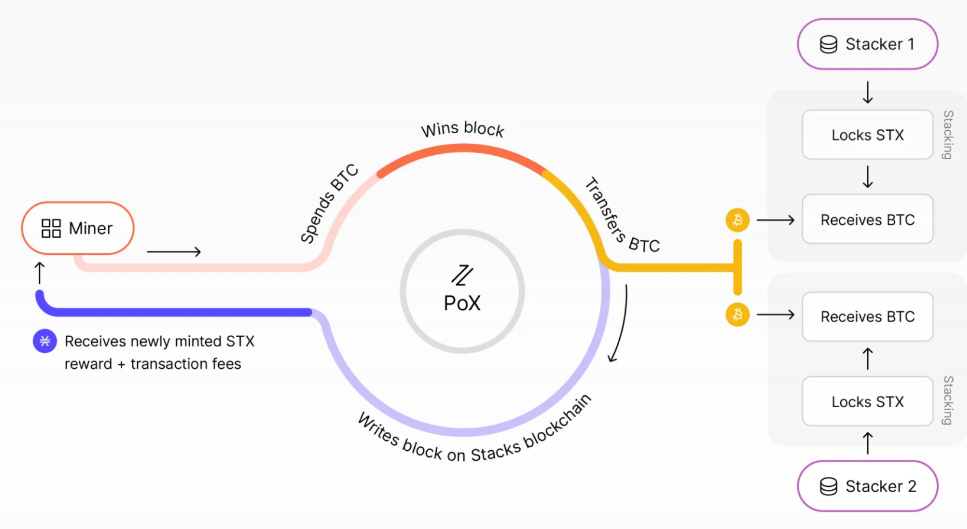 Stacker 1
Locks STX
Stacking
Receives BTC
Wins block
Spends BTC
Transfers BTC
Miner
PoX
Receives newly minted STX
reward + transaction fees
Writes block on Stacks blockchain
Receives BTC
Locks STX
Stacking
Stacker 2